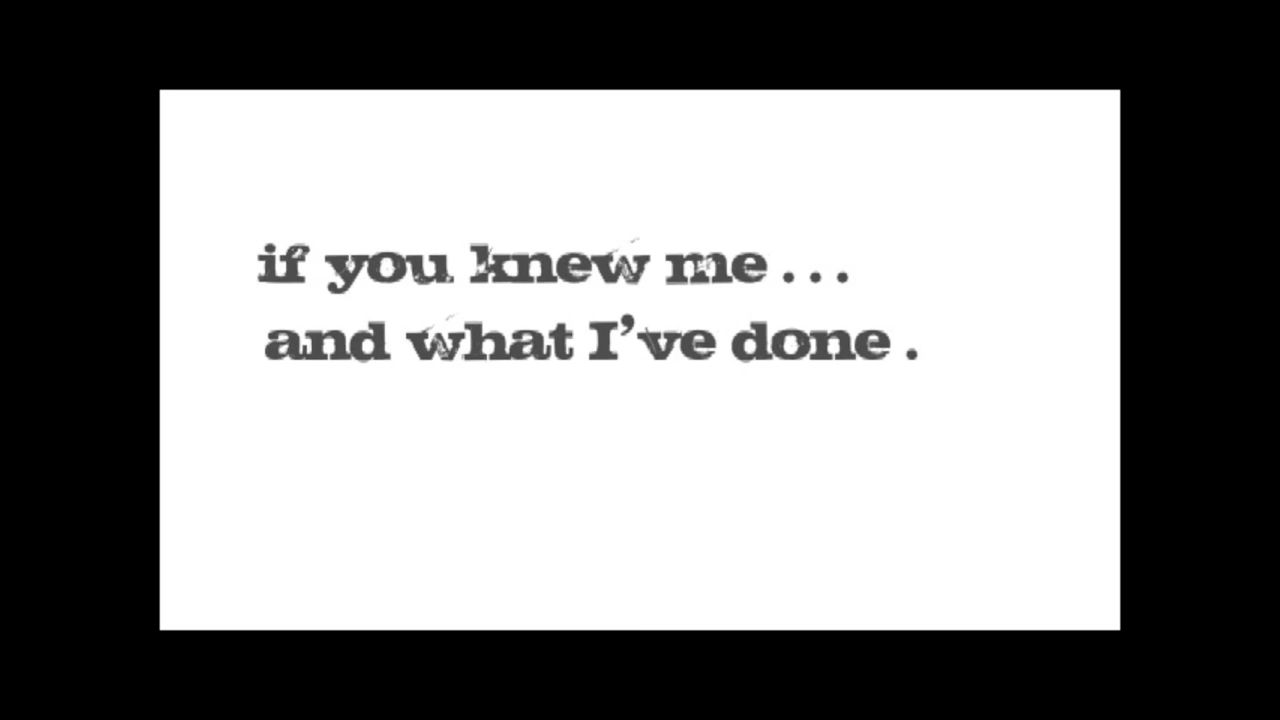 if you knew me . . .
and what I've done .